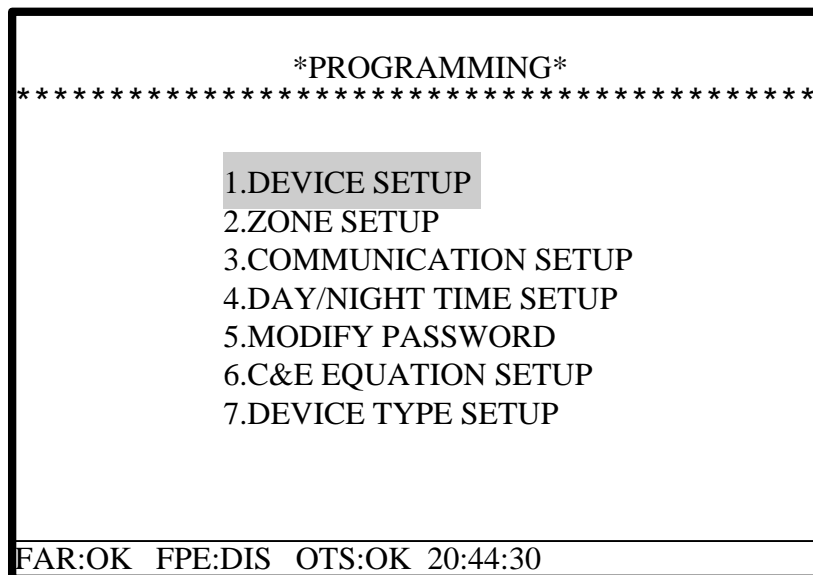 *PROGRAMMING*
*******************************************
1.DEVICE SETUP
2.ZONE SETUP
3.COMMUNICATION SETUP
4.DAY/NIGHT TIME SETUP
5.MODIFY PASSWORD
6.C&E EQUATION SETUP
7.DEVICE TYPE SETUP
FAR:OK FPE:DIS OTS:OK 20:44:30